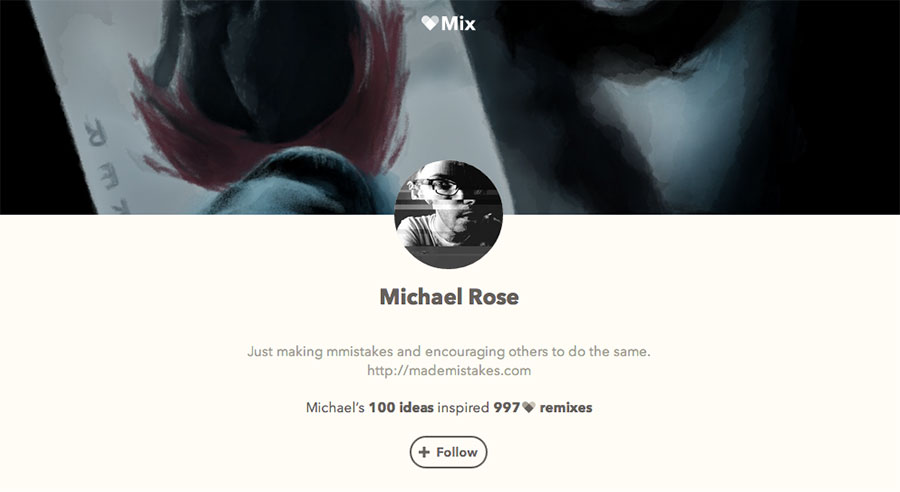 Mix
Michael Rose
Just making mmistakes and encouraging others to do the same.
http://mademistakes.com
Michael's 100 ideas inspired 997 remixes
+ Follow